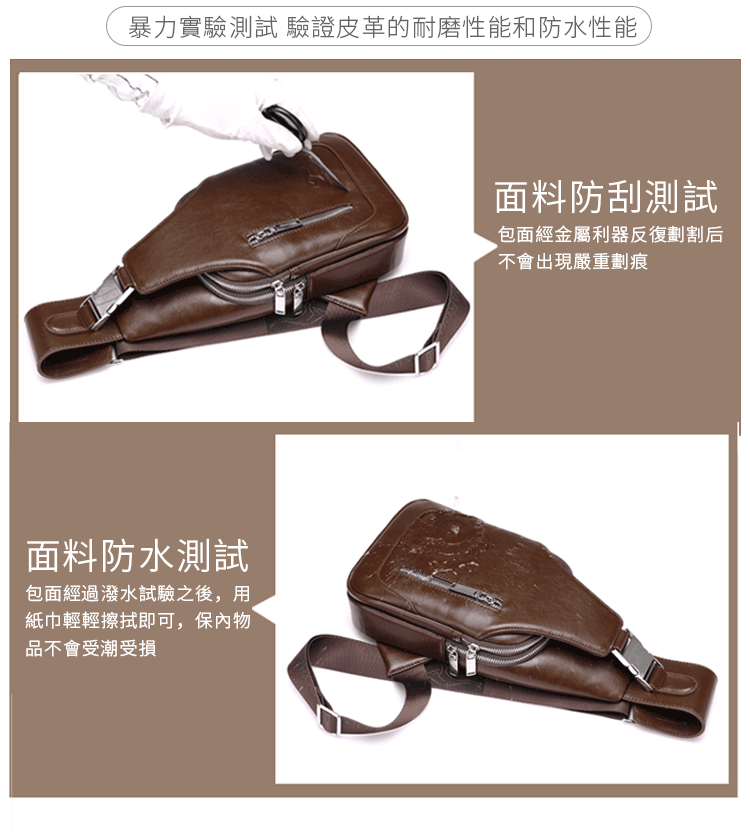 暴力實驗測試 驗證皮革的耐磨性能和防水性能
面料防刮測試
包面經金屬利器反復劃割后
不會出現嚴重劃痕
面料防水測試
包面經過潑水試驗之後，用
紙巾輕輕擦拭即可，保內物
品不會受潮受損